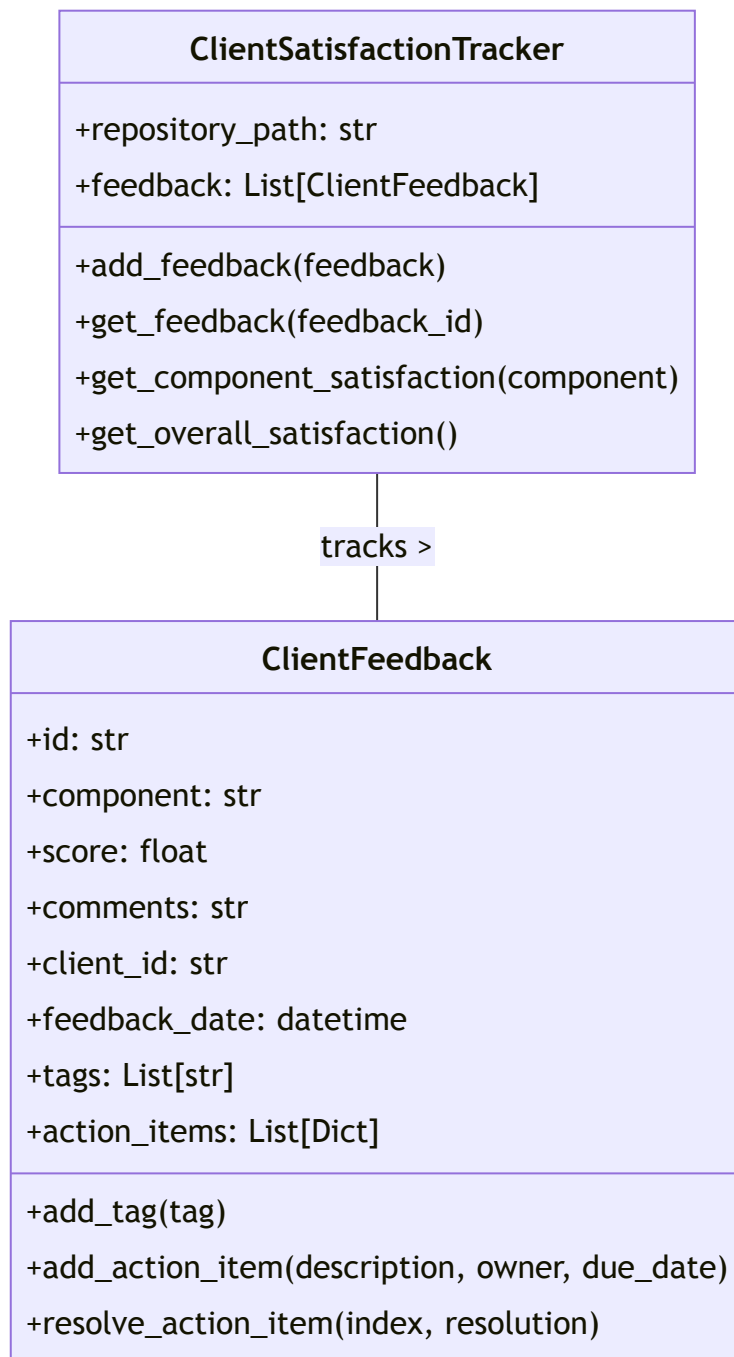 ClientSatisfactionTracker
+repository_path: str
+feedback: List[ClientFeedback]
+add_feedback(feedback)
+get_feedback(feedback_id)
+get_component_satisfaction(component)
+get_overall_satisfaction()
tracks >
ClientFeedback
+id: str
+component: str
+score: float
+comments: str
+client_id: str
+feedback_date: datetime
+tags: List[str]
+action_items: List[Dict]
+add_tag(tag)
+add_action_item(description, owner, due_date)
+resolve_action_item(index, resolution)